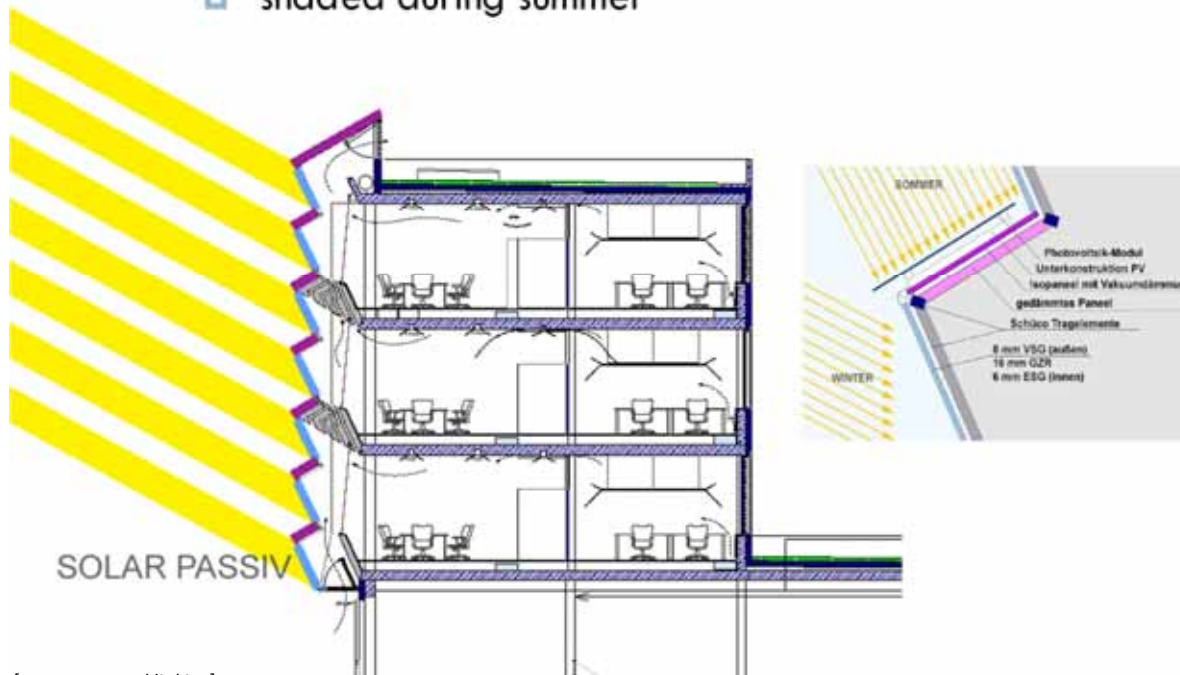 shaded during summer
SOMMER
Photovoltaik-Modul
Unterkonstruktion PV
Isopaneel mit Vakuumdämmu
gedämmtes Paneel
Schüco Tragelemente
8 mm VSG (außen)
16 mm GZR
6 mm ESG (innen)
WINTER
SOLAR PASSIV